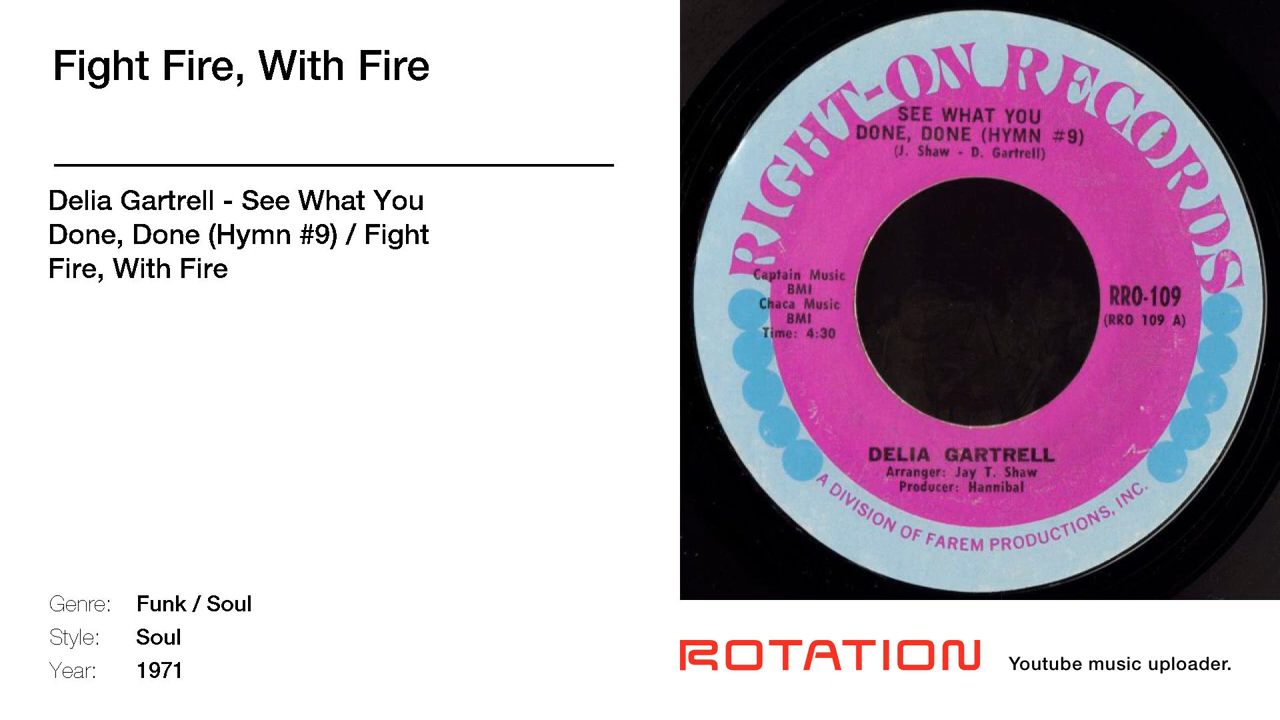 Fight Fire, With Fire
Delia Gartrell - See What You
Done, Done (Hymn #9) / Fight
Fire, With Fire
Genre: Funk / Soul
Style: Soul
Year: 1971
RIGHT-ON RECORDS
SEE WHAT YOU
DONE, DONE (HYMN #9)
(J. Shaw - D. Gartrell)
Captain Music
BMI
Chaca Music
BMI
Time: 4:30
RRO-109
(RRO 109 A)
DELIA GARTRELL
Arranger: Jay T. Shaw
Producer: Hannibal
A DIVISION OF FAREM PRODUCTIONS, INC.
ROTATION
Youtube music uploader.